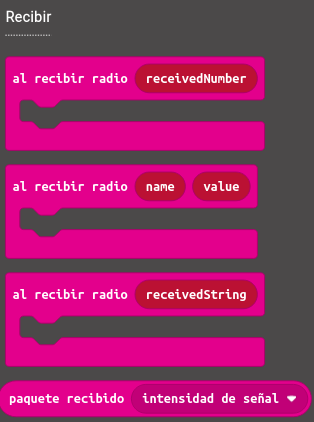 Recibir
al recibir radio receivedNumber
al recibir radio name value
al recibir radio receivedString
paquete recibido intensidad de señal